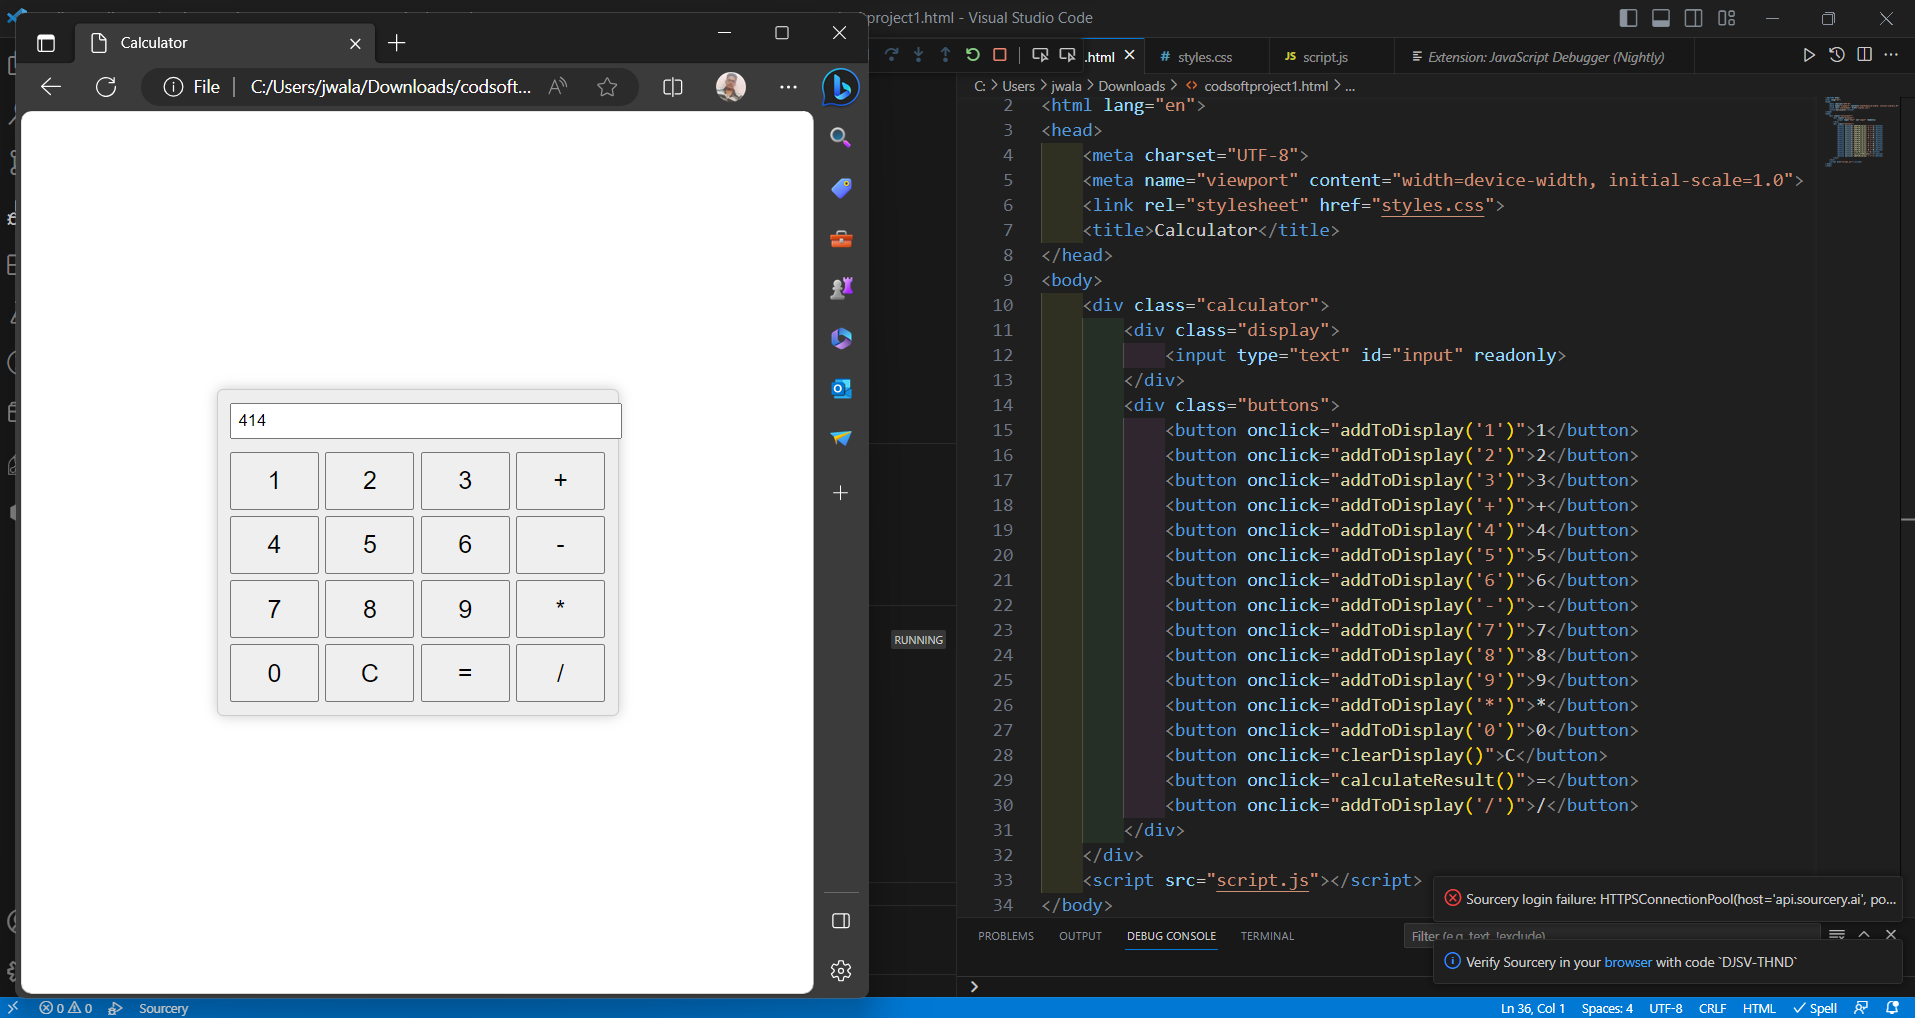 Calculator
File
C:/Users/jwala/Downloads/codsoft...
414
1 2 3 +
4 5 6 -
7 8 9 *
0 C = /
project1.html - Visual Studio Code
.html
# styles.css
JS script.js
Extension: JavaScript Debugger (Nightly)
C: > Users > jwala > Downloads > <> codsoftproject1.html > ...
2 <html lang="en">
3 <head>
4 <meta charset="UTF-8">
5 <meta name="viewport" content="width=device-width, initial-scale=1.0">
6 <link rel="stylesheet" href="styles.css">
7 <title>Calculator</title>
8 </head>
9 <body>
10 <div class="calculator">
11 <div class="display">
12 <input type="text" id="input" readonly>
13 </div>
14 <div class="buttons">
15 <button onclick="addToDisplay('1')">1</button>
16 <button onclick="addToDisplay('2')">2</button>
17 <button onclick="addToDisplay('3')">3</button>
18 <button onclick="addToDisplay('+')">+</button>
19 <button onclick="addToDisplay('4')">4</button>
20 <button onclick="addToDisplay('5')">5</button>
21 <button onclick="addToDisplay('6')">6</button>
22 <button onclick="addToDisplay('-')">-</button>
23 <button onclick="addToDisplay('7')">7</button>
24 <button onclick="addToDisplay('8')">8</button>
25 <button onclick="addToDisplay('9')">9</button>
26 <button onclick="addToDisplay('*')">*</button>
27 <button onclick="addToDisplay('0')">0</button>
28 <button onclick="clearDisplay()">C</button>
29 <button onclick="calculateResult()">=</button>
30 <button onclick="addToDisplay('/')">/</button>
31 </div>
32 </div>
33 <script src="script.js"></script>
34 </body>
RUNNING
Sourcery login failure: HTTPSConnectionPool(host='api.sourcery.ai', po...
PROBLEMS OUTPUT DEBUG CONSOLE TERMINAL
Filter (e.g. text, !exclude)
Verify Sourcery in your browser with code `DJSV-THND`
0 0 Sourcery
Ln 36, Col 1 Spaces: 4 UTF-8 CRLF HTML Spell